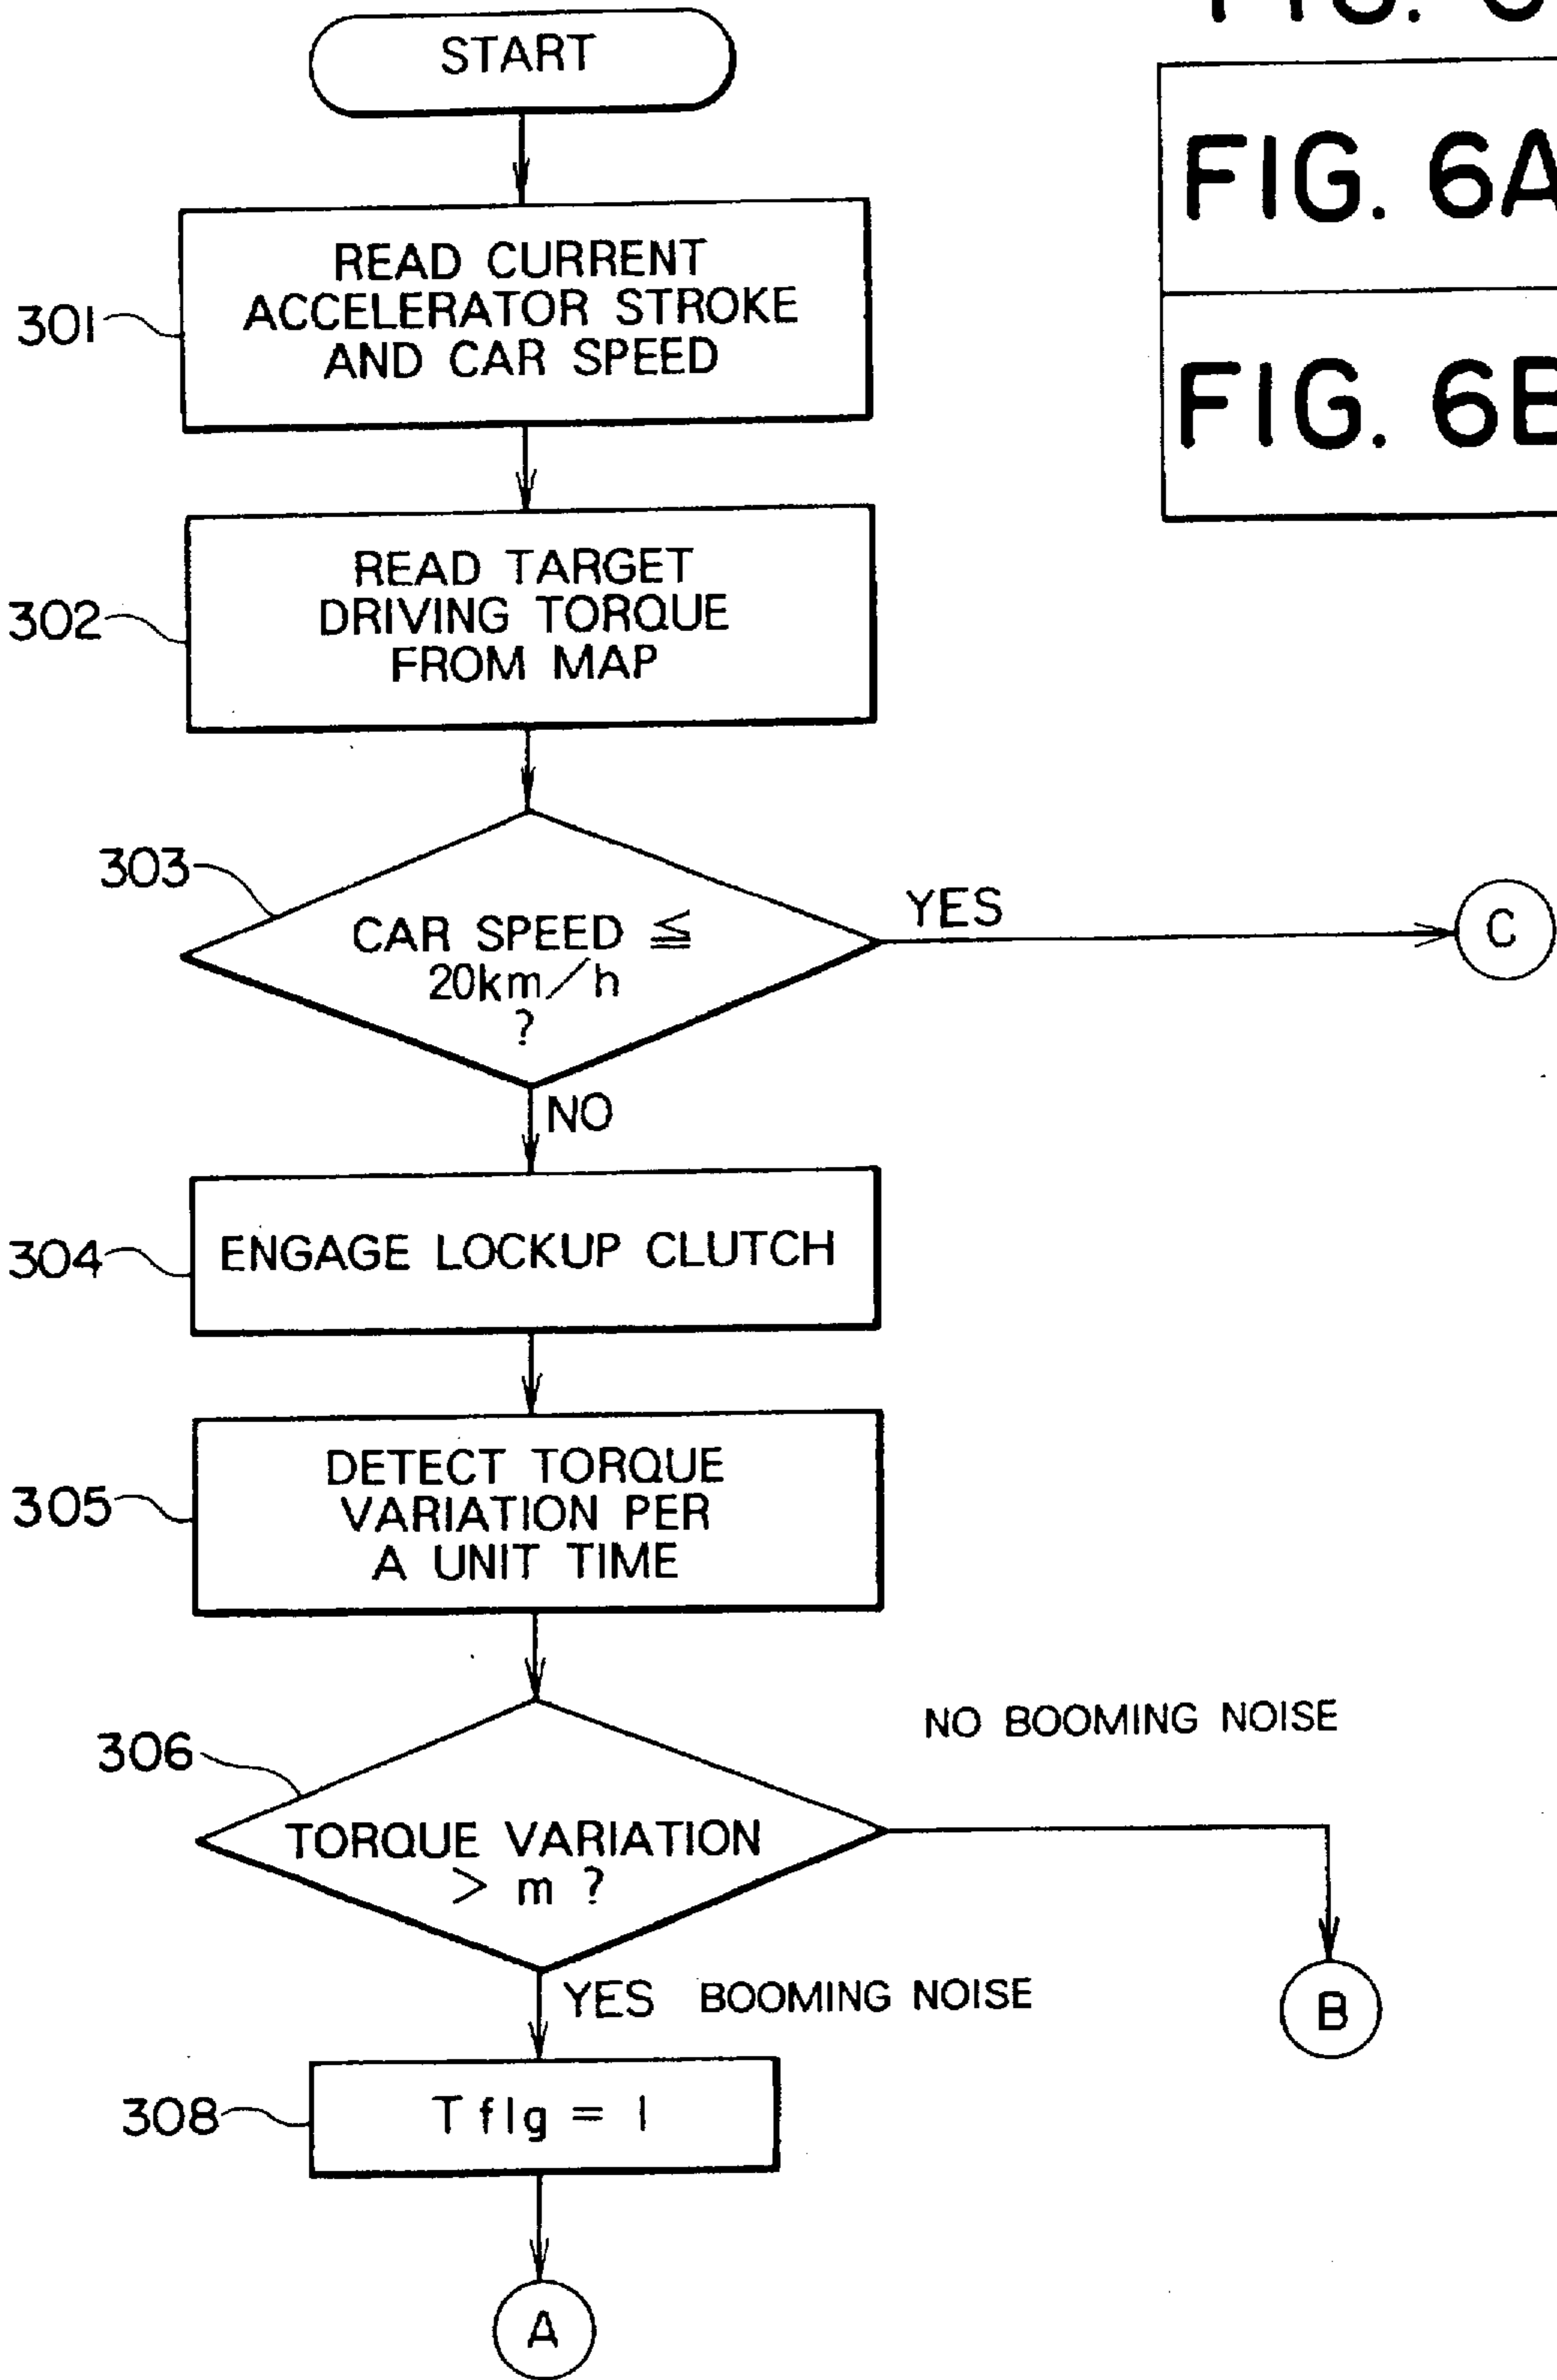 START
FIG. 6A
FIG. 6B
READ CURRENT
ACCELERATOR STROKE
AND CAR SPEED
301
READ TARGET
DRIVING TORQUE
FROM MAP
302
303
CAR SPEED ≦
20km/h
?
YES
C
NO
304
ENGAGE LOCKUP CLUTCH
305
DETECT TORQUE
VARIATION PER
A UNIT TIME
NO BOOMING NOISE
306
TORQUE VARIATION
> m ?
YES BOOMING NOISE
B
308
Tflg = 1
A